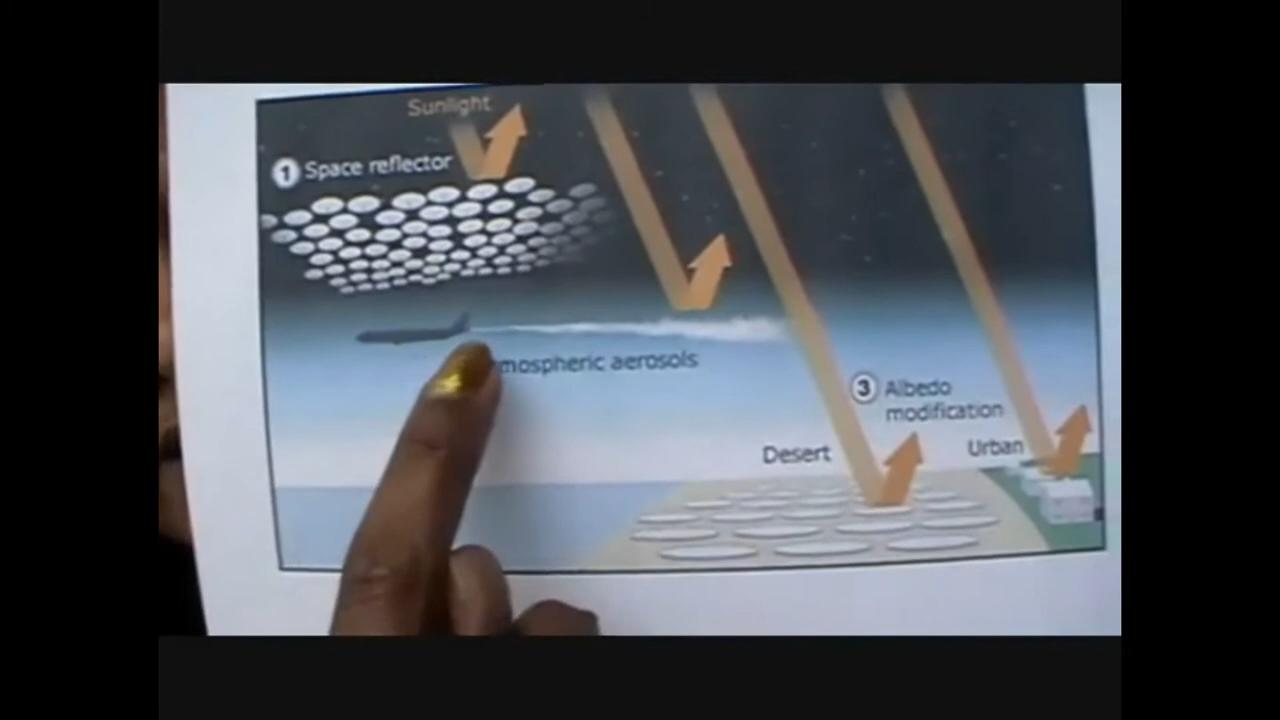 Sunlight
1 Space reflector
mospheric aerosols
3 Albedo
modification
Desert
Urban